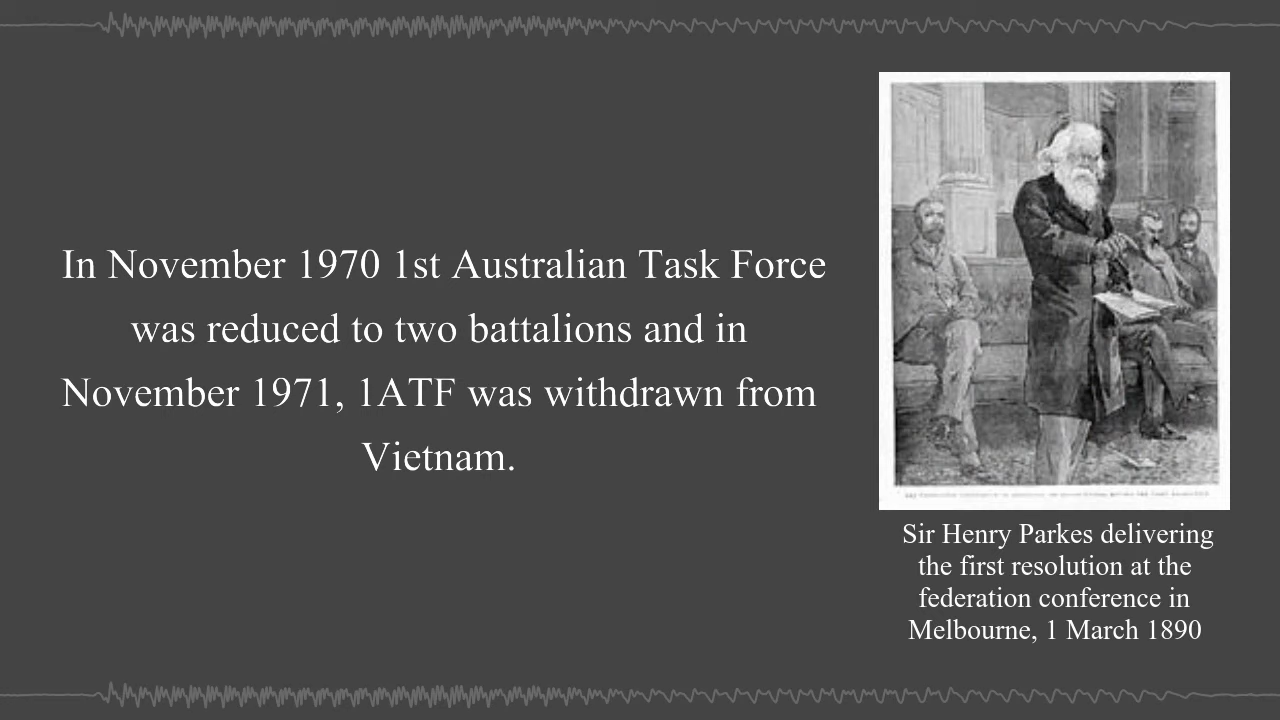 In November 1970 1st Australian Task Force
was reduced to two battalions and in
November 1971, 1ATF was withdrawn from
Vietnam.
Sir Henry Parkes delivering
the first resolution at the
federation conference in
Melbourne, 1 March 1890